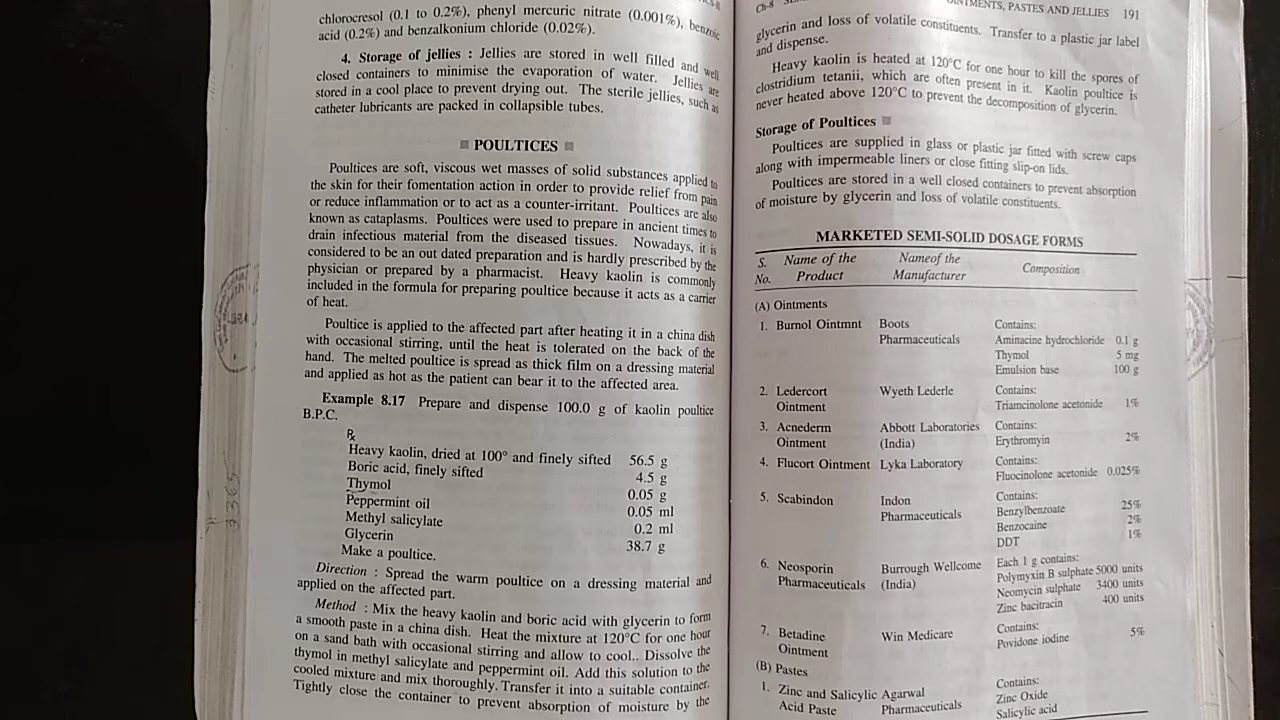 chlorocresol (0.1 to 0.2%), phenyl mercuric nitrate (0.001%), benzoic
acid (0.2%) and benzalkonium chloride (0.02%).
4. Storage of jellies : Jellies are stored in well filled and well
closed containers to minimise the evaporation of water. Jellies are
stored in a cool place to prevent drying out. The sterile jellies, such as
catheter lubricants are packed in collapsible tubes.
POULTICES
Poultices are soft, viscous wet masses of solid substances applied to
the skin for their fomentation action in order to provide relief from pain
or reduce inflammation or to act as a counter-irritant. Poultices are also
known as cataplasms. Poultices were used to prepare in ancient times to
drain infectious material from the diseased tissues. Nowadays, it is
considered to be an out dated preparation and is hardly prescribed by the
physician or prepared by a pharmacist. Heavy kaolin is commonly
included in the formula for preparing poultice because it acts as a carrier
of heat.
Poultice is applied to the affected part after heating it in a china dish
with occasional stirring, until the heat is tolerated on the back of the
hand. The melted poultice is spread as thick film on a dressing material
and applied as hot as the patient can bear it to the affected area.
Example 8.17 Prepare and dispense 100.0 g of kaolin poultice
B.P.C.
℞
Heavy kaolin, dried at 100° and finely sifted 56.5 g
Boric acid, finely sifted 4.5 g
Thymol 0.05 g
Peppermint oil 0.05 ml
Methyl salicylate 0.2 ml
Glycerin 38.7 g
Make a poultice.
Direction : Spread the warm poultice on a dressing material and
applied on the affected part.
Method : Mix the heavy kaolin and boric acid with glycerin to form
a smooth paste in a china dish. Heat the mixture at 120°C for one hour
on a sand bath with occasional stirring and allow to cool.. Dissolve the
thymol in methyl salicylate and peppermint oil. Add this solution to the
cooled mixture and mix thoroughly. Transfer it into a suitable container.
Tightly close the container to prevent absorption of moisture by the
3365
Ch-8 OINTMENTS, PASTES AND JELLIES 191
glycerin and loss of volatile constituents. Transfer to a plastic jar label
and dispense.
Heavy kaolin is heated at 120°C for one hour to kill the spores of
clostridium tetanii, which are often present in it. Kaolin poultice is
never heated above 120°C to prevent the decomposition of glycerin.
Storage of Poultices
Poultices are supplied in glass or plastic jar fitted with screw caps
along with impermeable liners or close fitting slip-on lids.
Poultices are stored in a well closed containers to prevent absorption
of moisture by glycerin and loss of volatile constituents.
MARKETED SEMI-SOLID DOSAGE FORMS
S. Name of the Nameof the Composition
No. Product Manufacturer
(A) Ointments
1. Burnol Ointmnt Boots Contains:
Pharmaceuticals Aminacine hydrochloride 0.1 g
Thymol 5 mg
Emulsion base 100 g
2. Ledercort Wyeth Lederle Contains:
Ointment Triamcinolone acetonide 1%
3. Acnederm Abbott Laboratories Contains:
Ointment (India) Erythromyin 2%
4. Flucort Ointment Lyka Laboratory Contains:
Fluocinolone acetonide 0.025%
5. Scabindon Indon Contains:
Pharmaceuticals Benzylbenzoate 25%
Benzocaine 2%
DDT 1%
6. Neosporin Burrough Wellcome Each 1 g contains:
Pharmaceuticals (India) Polymyxin B sulphate 5000 units
Neomycin sulphate 3400 units
Zinc bacitracin 400 units
7. Betadine Win Medicare Contains:
Ointment Povidone iodine 5%
(B) Pastes
1. Zinc and Salicylic Agarwal Contains:
Acid Paste Pharmaceuticals Zinc Oxide
Salicylic acid